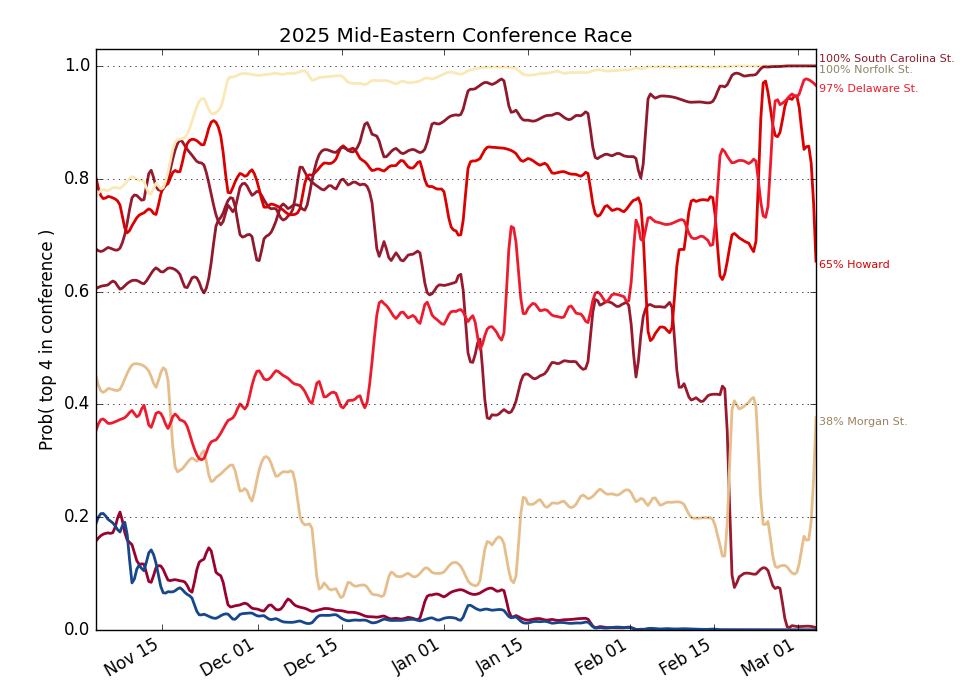 2025 Mid-Eastern Conference Race
Prob( top 4 in conference )
1.0
0.8
0.6
0.4
0.2
0.0
Nov 15
Dec 01
Dec 15
Jan 01
Jan 15
Feb 01
Feb 15
Mar 01
100% South Carolina St.
100% Norfolk St.
97% Delaware St.
65% Howard
38% Morgan St.